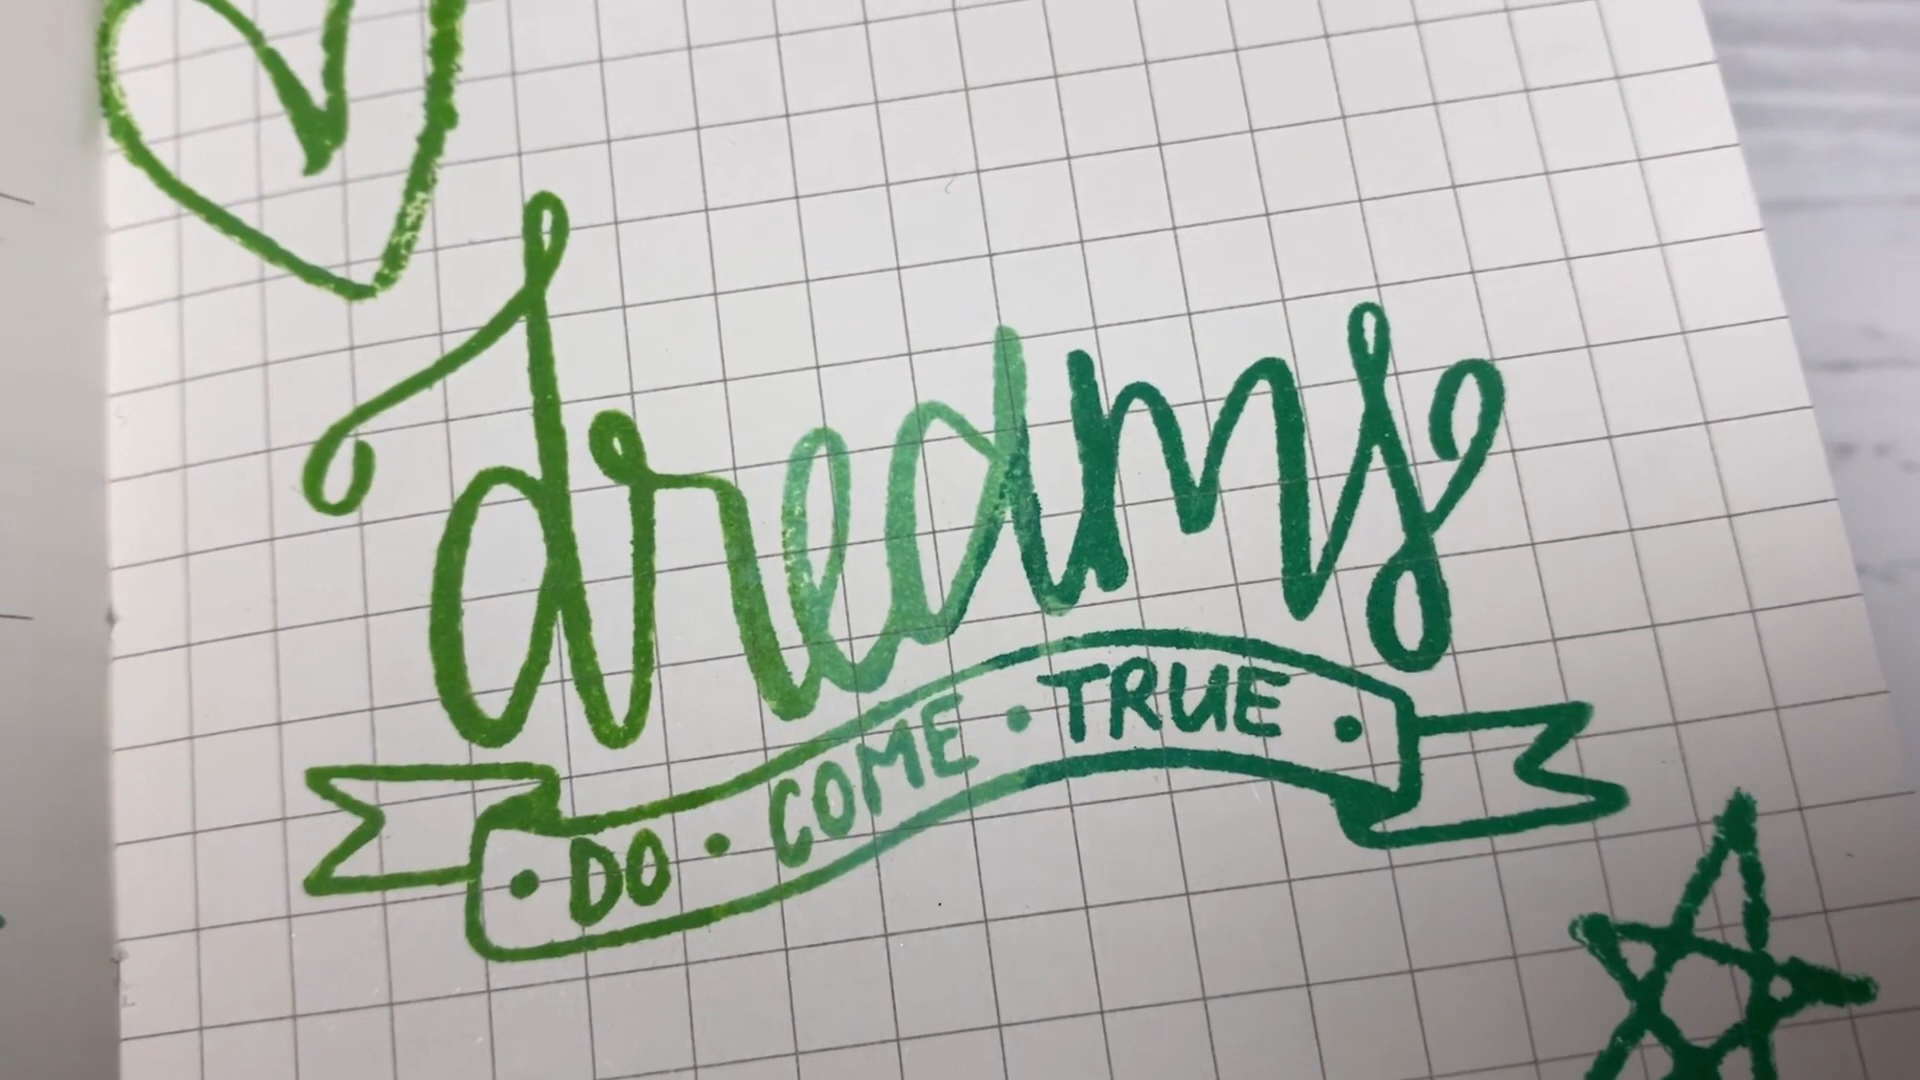 dreams
• DO • COME • TRUE •